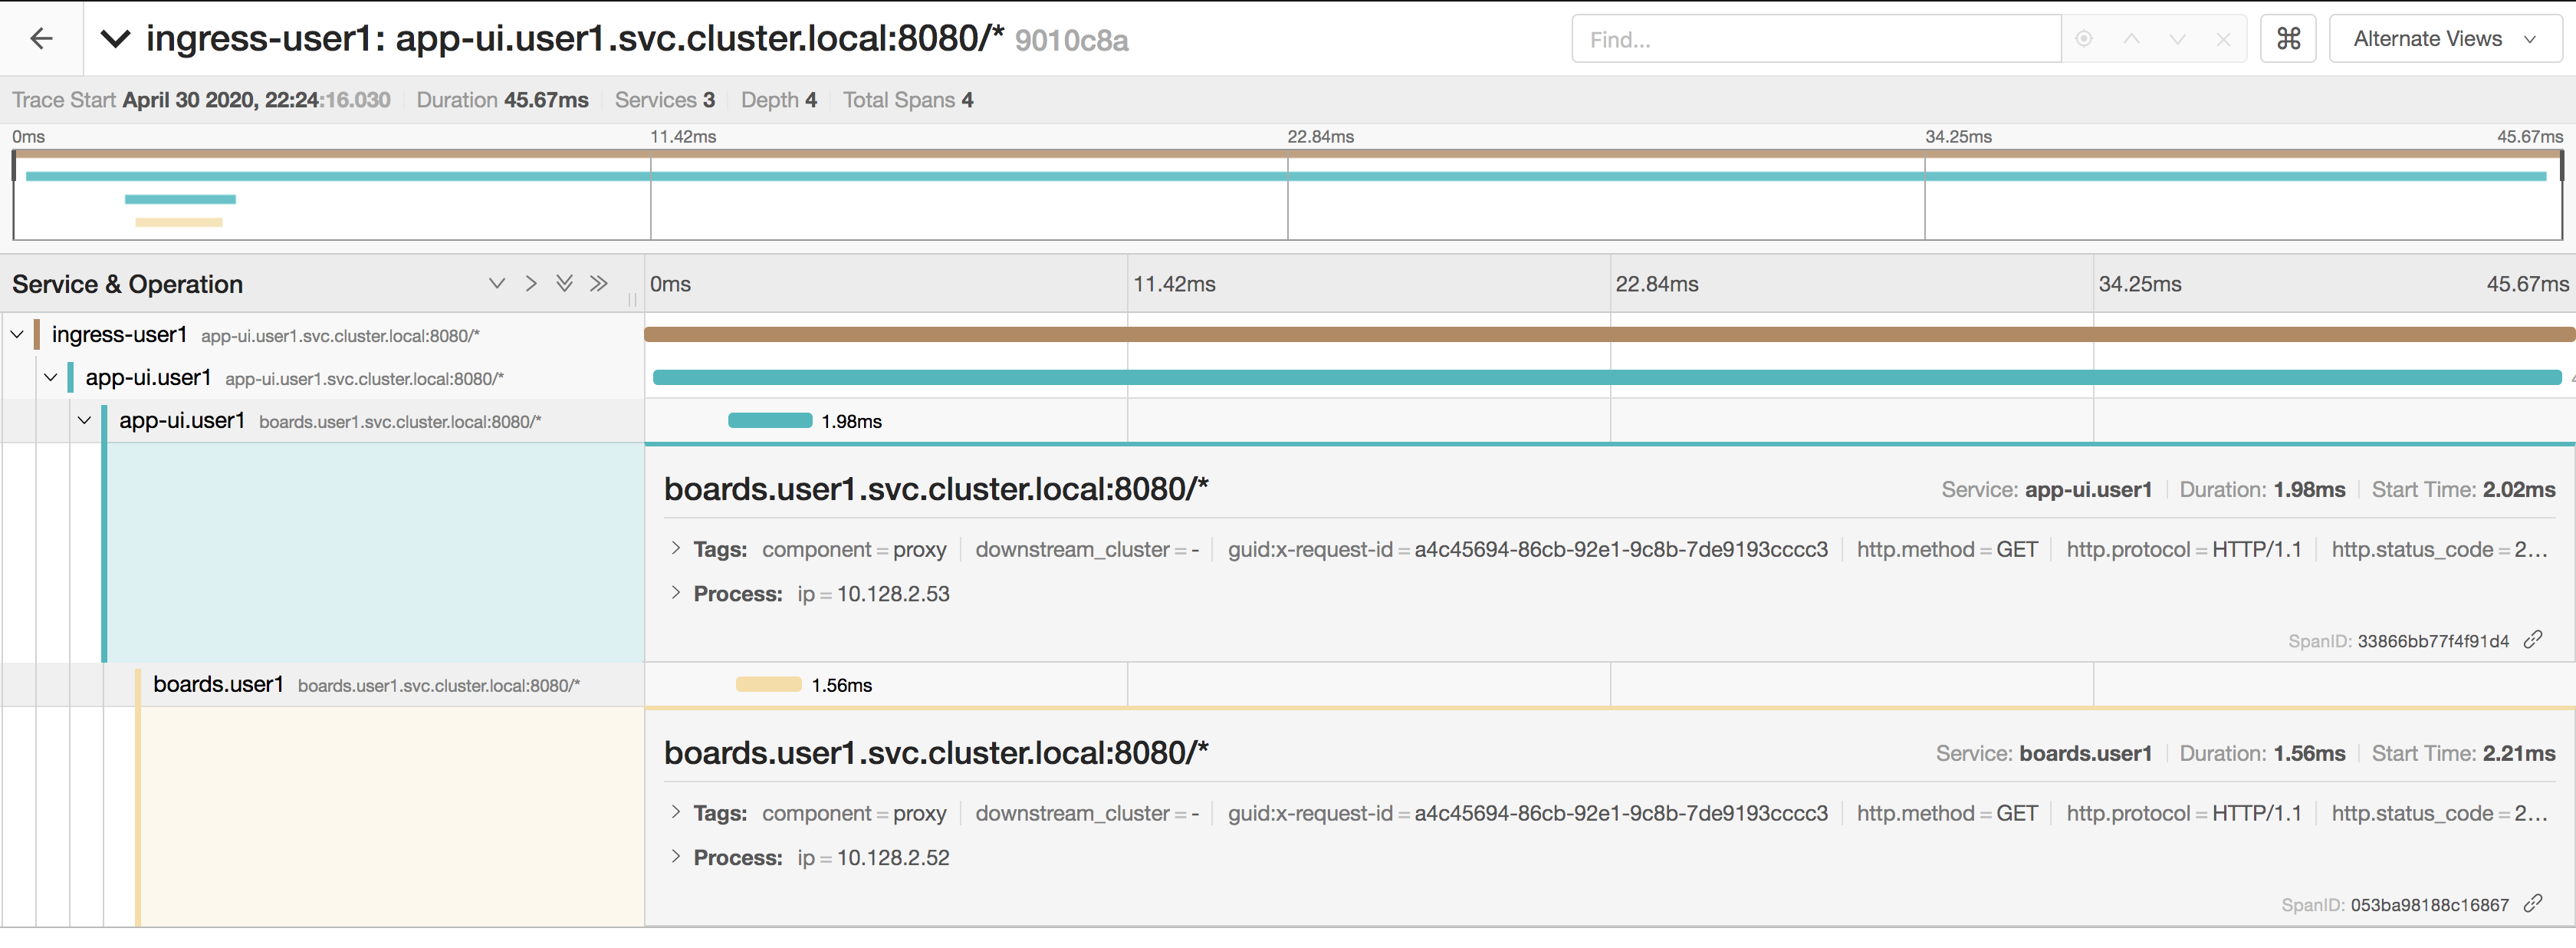 ingress-user1: app-ui.user1.svc.cluster.local:8080/* 9010c8a Find... ⌘ Alternate Views
Trace Start April 30 2020, 22:24:16.030 Duration 45.67ms Services 3 Depth 4 Total Spans 4
0ms 11.42ms 22.84ms 34.25ms 45.67ms
Service & Operation 0ms 11.42ms 22.84ms 34.25ms 45.67ms
ingress-user1 app-ui.user1.svc.cluster.local:8080/*
app-ui.user1 app-ui.user1.svc.cluster.local:8080/*
app-ui.user1 boards.user1.svc.cluster.local:8080/* 1.98ms
boards.user1.svc.cluster.local:8080/* Service: app-ui.user1 Duration: 1.98ms Start Time: 2.02ms
Tags: component = proxy downstream_cluster = - guid:x-request-id = a4c45694-86cb-92e1-9c8b-7de9193cccc3 http.method = GET http.protocol = HTTP/1.1 http.status_code = 2...
Process: ip = 10.128.2.53
SpanID: 33866bb77f4f91d4
boards.user1 boards.user1.svc.cluster.local:8080/* 1.56ms
boards.user1.svc.cluster.local:8080/* Service: boards.user1 Duration: 1.56ms Start Time: 2.21ms
Tags: component = proxy downstream_cluster = - guid:x-request-id = a4c45694-86cb-92e1-9c8b-7de9193cccc3 http.method = GET http.protocol = HTTP/1.1 http.status_code = 2...
Process: ip = 10.128.2.52
SpanID: 053ba98188c16867